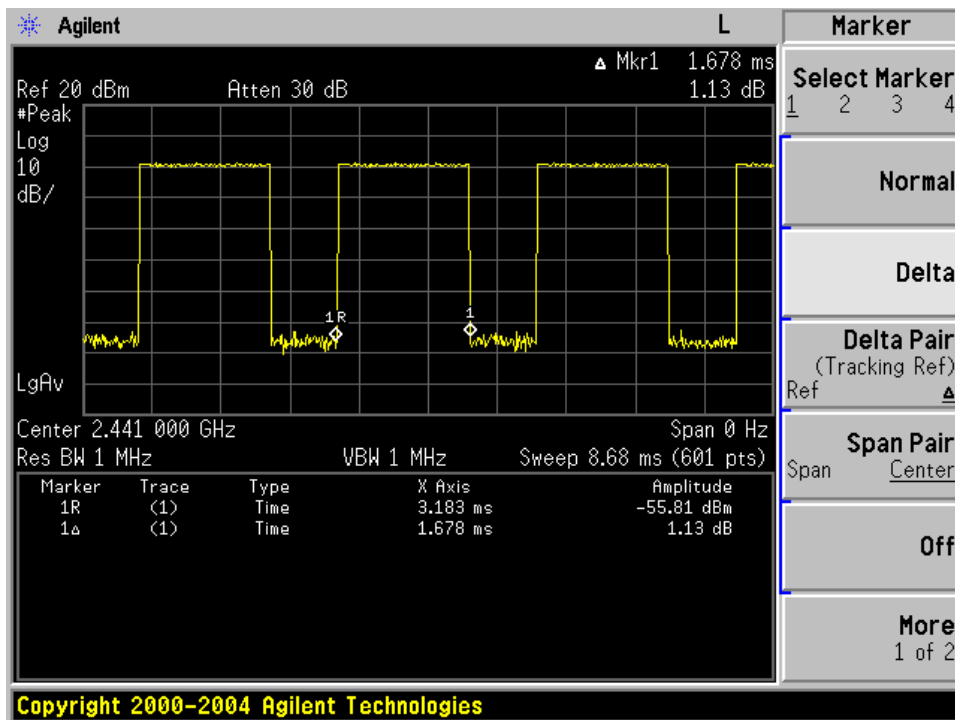 Agilent L
Marker
△ Mkr1 1.678 ms
Ref 20 dBm Atten 30 dB 1.13 dB
#Peak
Log
10
dB/
1R
1
LgAv
Center 2.441 000 GHz Span 0 Hz
Res BW 1 MHz VBW 1 MHz Sweep 8.68 ms (601 pts)
Marker Trace Type X Axis Amplitude
1R (1) Time 3.183 ms -55.81 dBm
1△ (1) Time 1.678 ms 1.13 dB
Select Marker
1 2 3 4
Normal
Delta
Delta Pair
(Tracking Ref)
Ref △
Span Pair
Span Center
Off
More
1 of 2
Copyright 2000-2004 Agilent Technologies